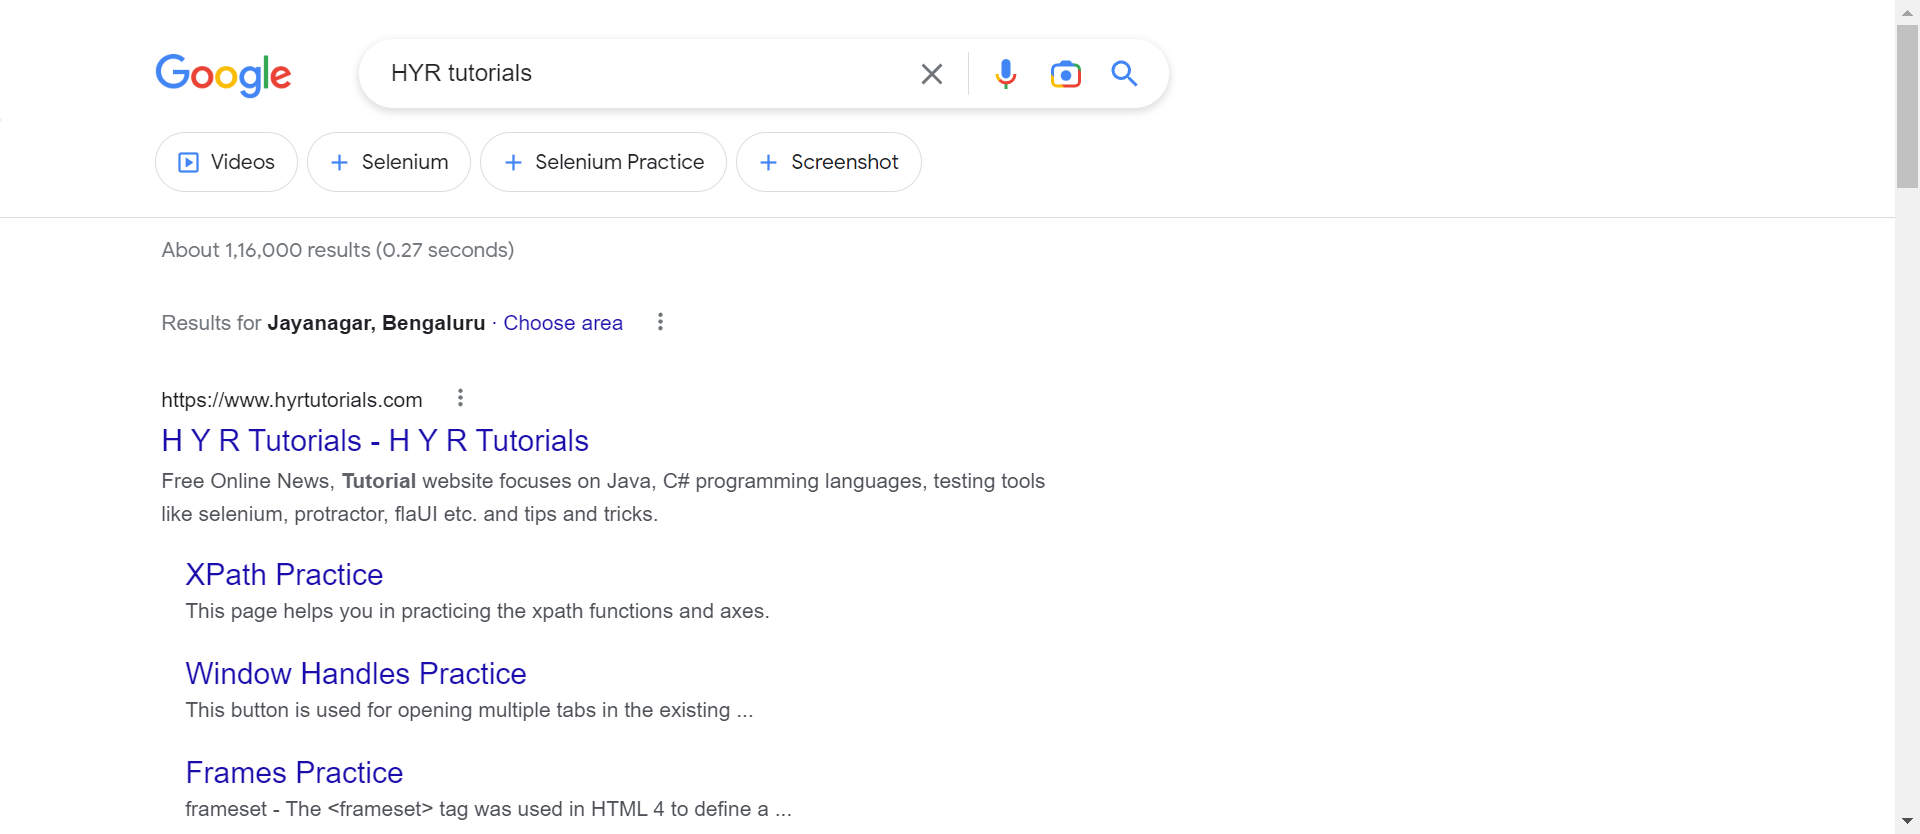 Google
HYR tutorials
Videos
Selenium
Selenium Practice
Screenshot
About 1,16,000 results (0.27 seconds)
Results for Jayanagar, Bengaluru · Choose area
https://www.hyrtutorials.com
H Y R Tutorials - H Y R Tutorials
Free Online News, Tutorial website focuses on Java, C# programming languages, testing tools
like selenium, protractor, flaUI etc. and tips and tricks.
XPath Practice
This page helps you in practicing the xpath functions and axes.
Window Handles Practice
This button is used for opening multiple tabs in the existing ...
Frames Practice
frameset - The <frameset> tag was used in HTML 4 to define a ...